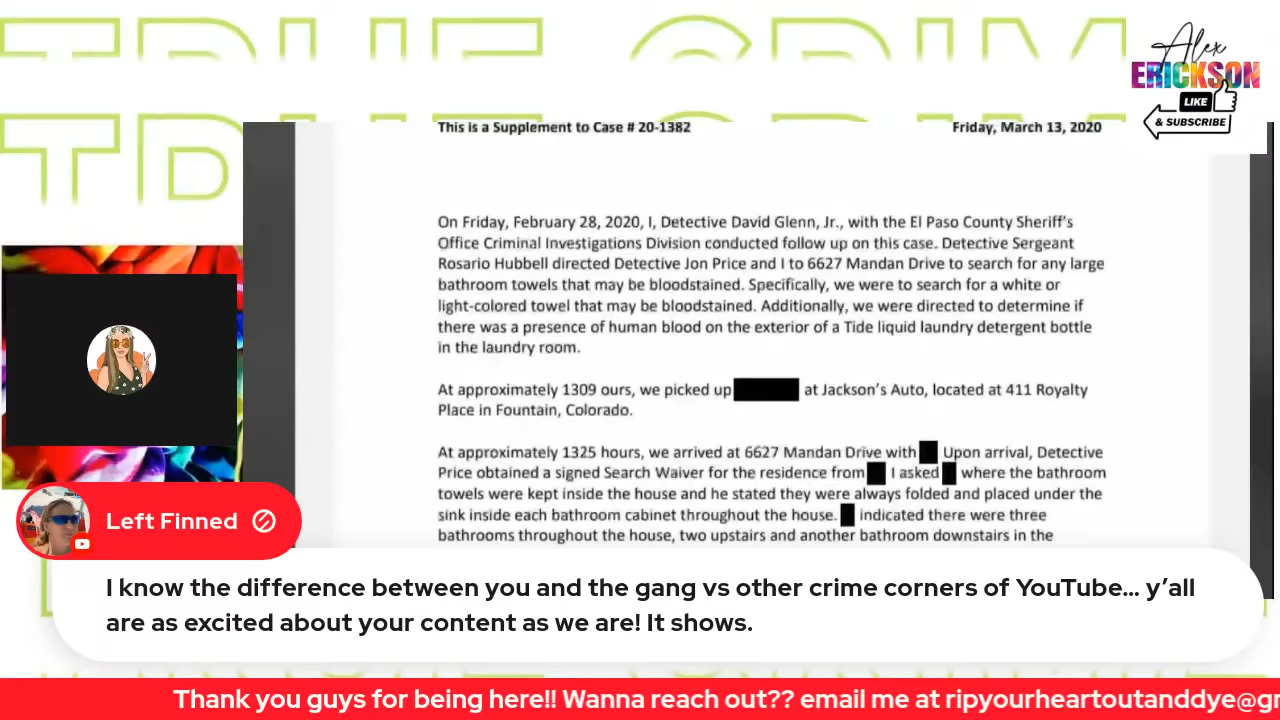 TRUE CRIM
Alex
ERICKSON
LIKE
& SUBSCRIBE
This is a Supplement to Case # 20-1382
Friday, March 13, 2020
On Friday, February 28, 2020, I, Detective David Glenn, Jr., with the El Paso County Sheriff's
Office Criminal Investigations Division conducted follow up on this case. Detective Sergeant
Rosario Hubbell directed Detective Jon Price and I to 6627 Mandan Drive to search for any large
bathroom towels that may be bloodstained. Specifically, we were to search for a white or
light-colored towel that may be bloodstained. Additionally, we were directed to determine if
there was a presence of human blood on the exterior of a Tide liquid laundry detergent bottle
in the laundry room.
At approximately 1309 ours, we picked up at Jackson's Auto, located at 411 Royalty
Place in Fountain, Colorado.
At approximately 1325 hours, we arrived at 6627 Mandan Drive with Upon arrival, Detective
Price obtained a signed Search Waiver for the residence from I asked where the bathroom
towels were kept inside the house and he stated they were always folded and placed under the
sink inside each bathroom cabinet throughout the house. indicated there were three
bathrooms throughout the house, two upstairs and another bathroom downstairs in the
Left Finned
I know the difference between you and the gang vs other crime corners of YouTube... y'all
are as excited about your content as we are! It shows.
Thank you guys for being here!! Wanna reach out?? email me at ripyourheartoutanddye@gr